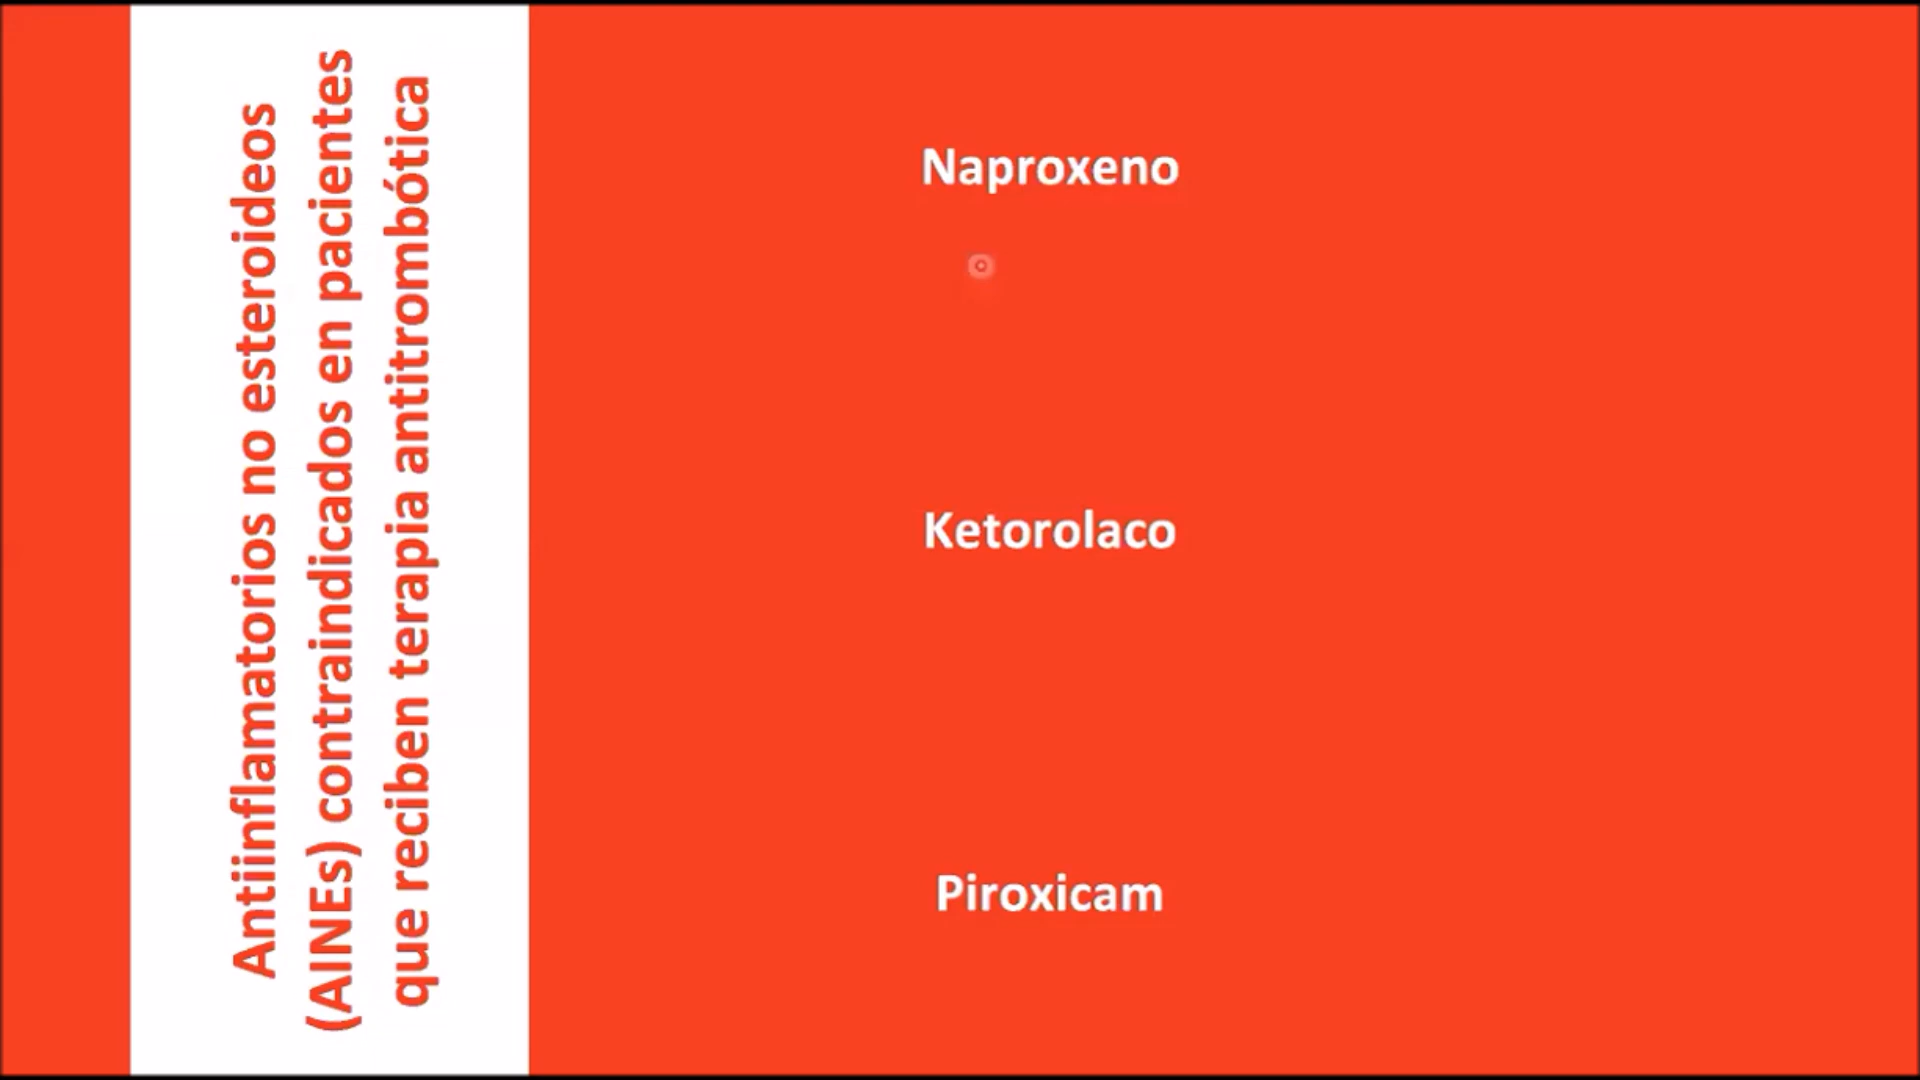 Antiinflamatorios no esteroideos
(AINEs) contraindicados en pacientes
que reciben terapia antitrombótica
Naproxeno
Ketorolaco
Piroxicam